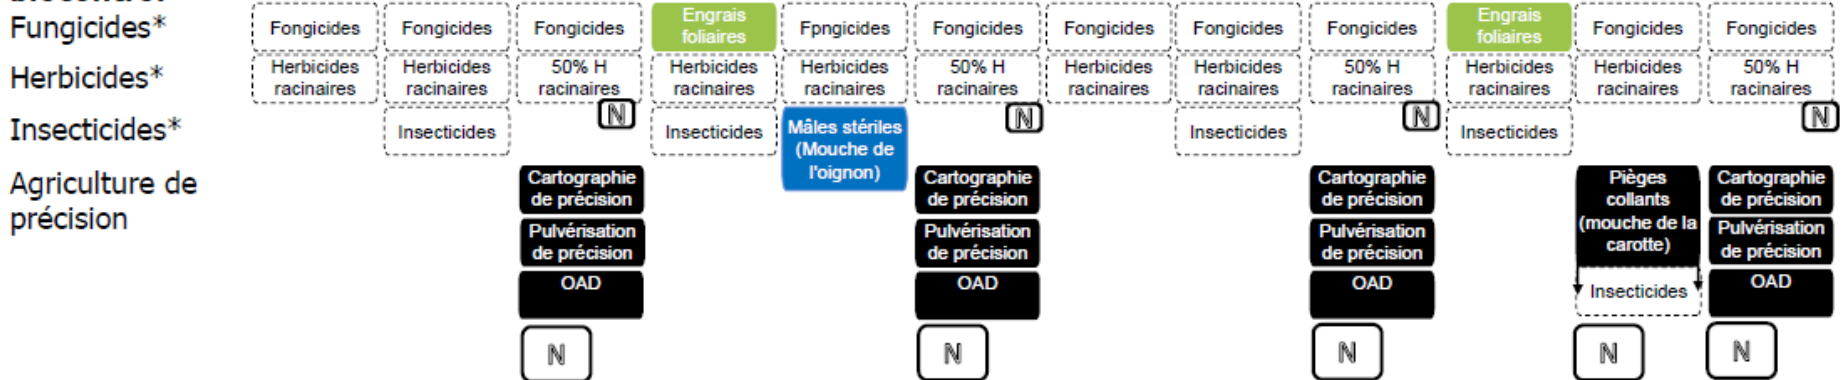 Fungicides*
Fongicides Fongicides Fongicides Engrais foliaires Fpngicides Fongicides Fongicides Fongicides Fongicides Engrais foliaires Fongicides Fongicides
Herbicides*
Herbicides racinaires Herbicides racinaires 50% H racinaires Herbicides racinaires Herbicides racinaires 50% H racinaires Herbicides racinaires Herbicides racinaires 50% H racinaires Herbicides racinaires Herbicides racinaires 50% H racinaires
N N N N
Insecticides*
Insecticides Insecticides Mâles stériles (Mouche de l'oignon) Insecticides Insecticides
Agriculture de
précision
Cartographie de précision Cartographie de précision Cartographie de précision Pièges collants (mouche de la carotte) Cartographie de précision
Pulvérisation de précision Pulvérisation de précision Pulvérisation de précision Pulvérisation de précision
OAD OAD OAD Insecticides OAD
N N N N N